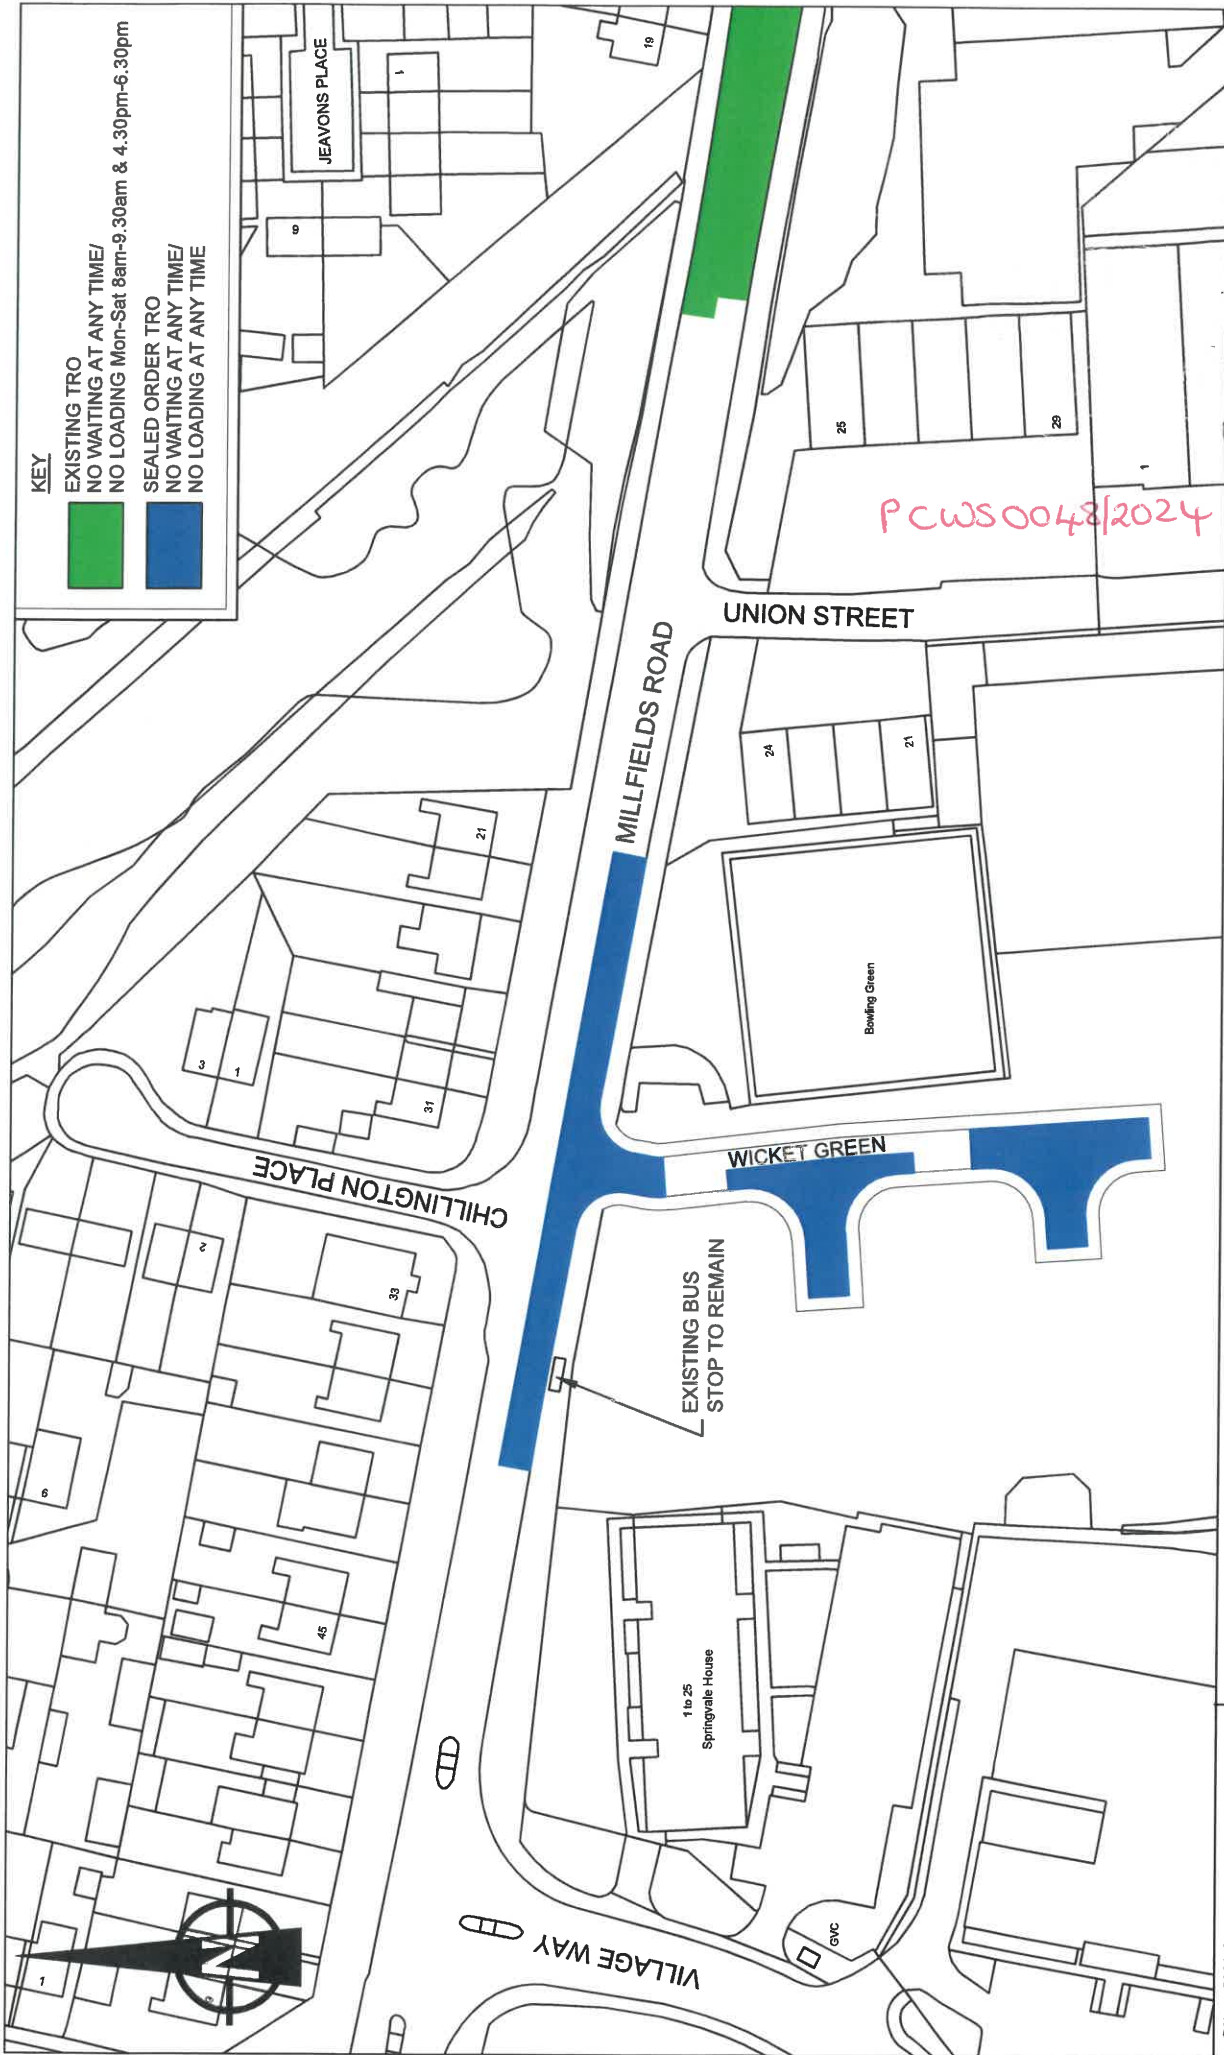 KEY
EXISTING TRO
NO WAITING AT ANY TIME/
NO LOADING Mon-Sat 8am-9.30am & 4.30pm-6.30pm
SEALED ORDER TRO
NO WAITING AT ANY TIME/
NO LOADING AT ANY TIME
JEAVONS PLACE
1
9
19
25
29
1
PCWS0048/2024
UNION STREET
MILLFIELDS ROAD
24
21
21
Bowling Green
3
1
31
CHILLINGTON PLACE
WICKET GREEN
2
33
EXISTING BUS
STOP TO REMAIN
6
45
1 to 25
Springvale House
VILLAGE WAY
GVC
N
1